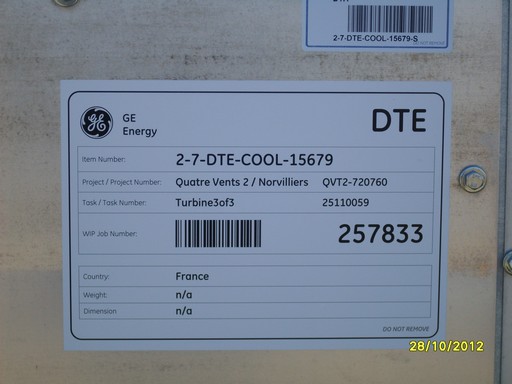 2-7-DTE-COOL-15679-S
GE
Energy
DTE
Item Number: 2-7-DTE-COOL-15679
Project / Project Number: Quatre Vents 2 / Norvilliers QVT2-720760
Task / Task Number: Turbine3of3 25110059
WIP Job Number: 257833
Country: France
Weight: n/a
Dimension n/a
DO NOT REMOVE
28/10/2012